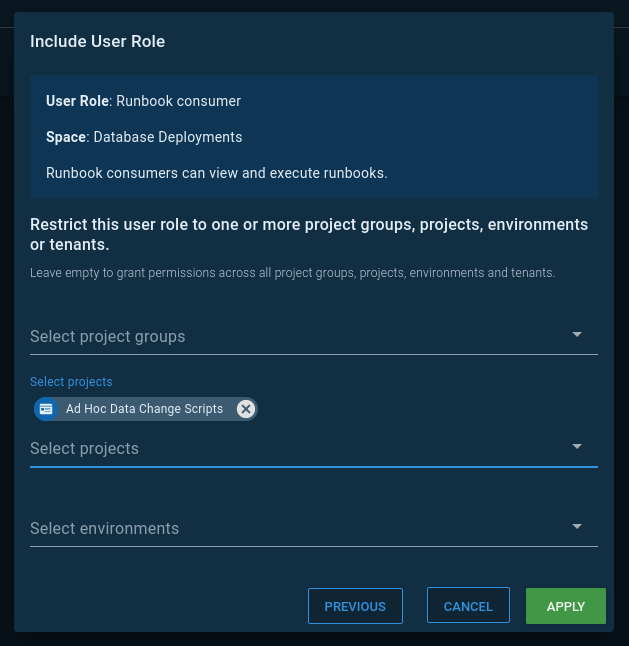 Include User Role
User Role: Runbook consumer
Space: Database Deployments
Runbook consumers can view and execute runbooks.
Restrict this user role to one or more project groups, projects, environments
or tenants.
Leave empty to grant permissions across all project groups, projects, environments and tenants.
Select project groups
Select projects
Ad Hoc Data Change Scripts
Select projects
Select environments
PREVIOUS
CANCEL
APPLY